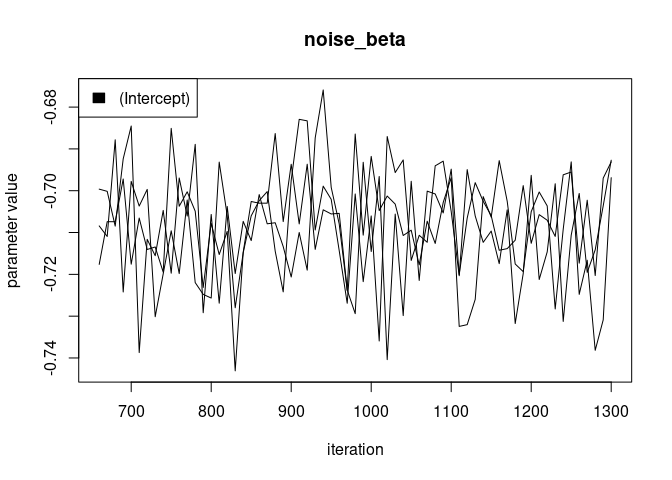 noise_beta
(Intercept)
parameter value
-0.68
-0.70
-0.72
-0.74
700 800 900 1000 1100 1200 1300
iteration